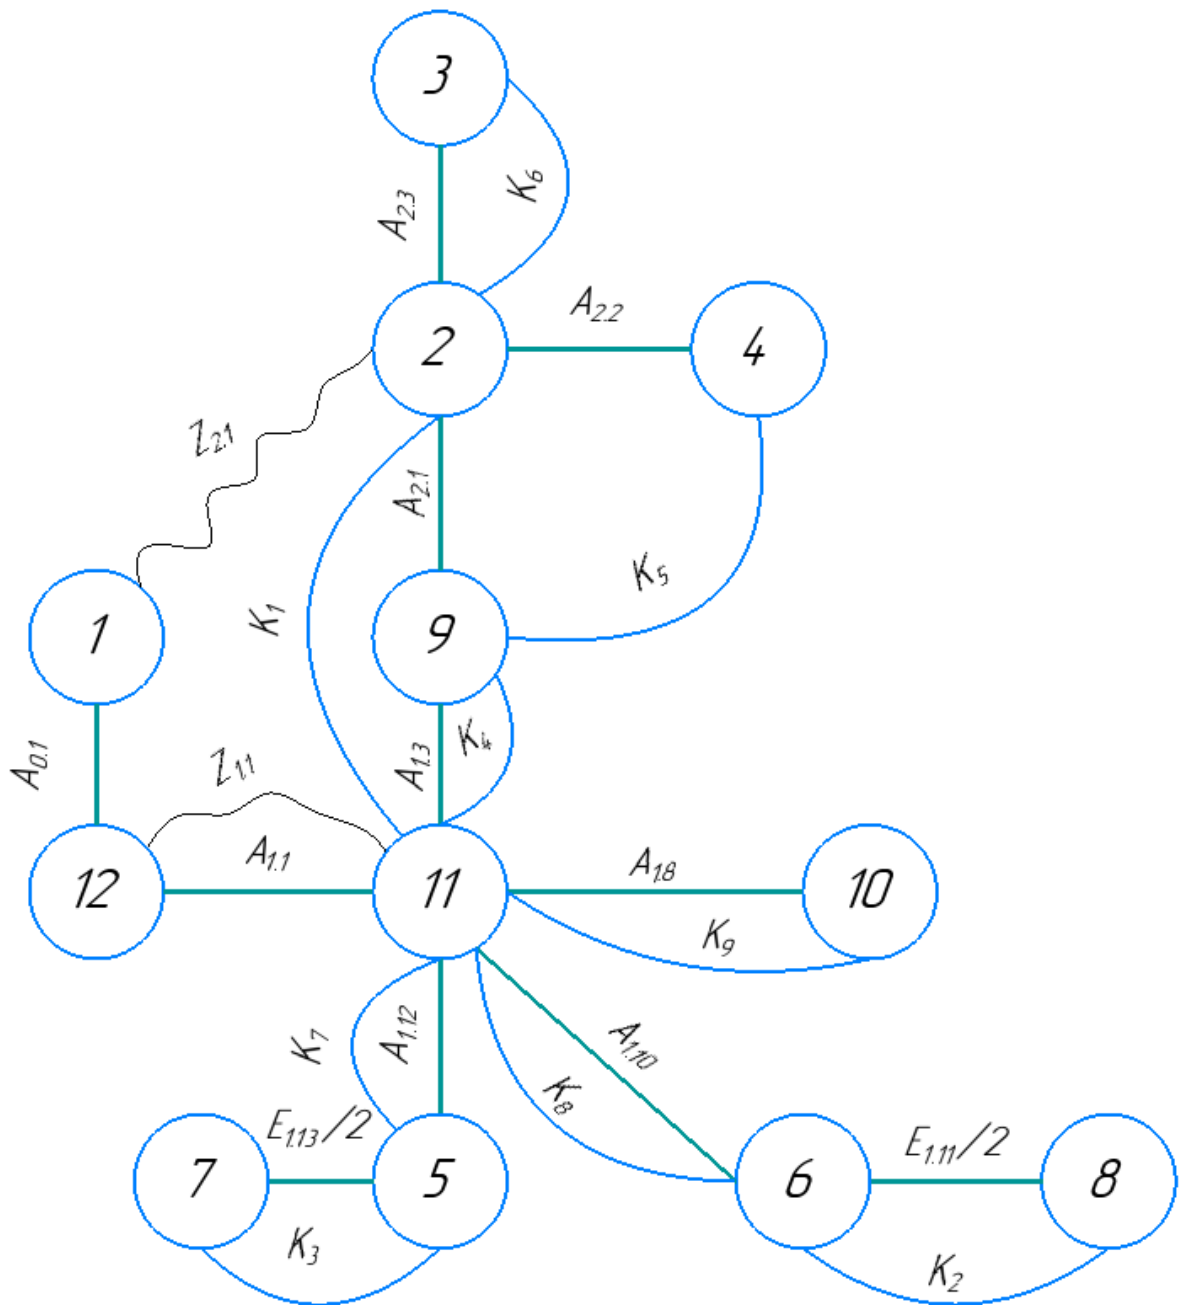 3
K₆
A₂.₃
A₂.₂
2
4
Z₂.₁
A₂.₁
K₅
K₁
1
9
K₄
A₁.₃
A₀.₁
Z₁.₁
A₁.₁
A₁.₈
12
11
10
K₉
A₁.₁₂
K₇
A₁.₁₀
K₈
E₁.₁₃/2
E₁.₁₁/2
7
5
6
8
K₃
K₂